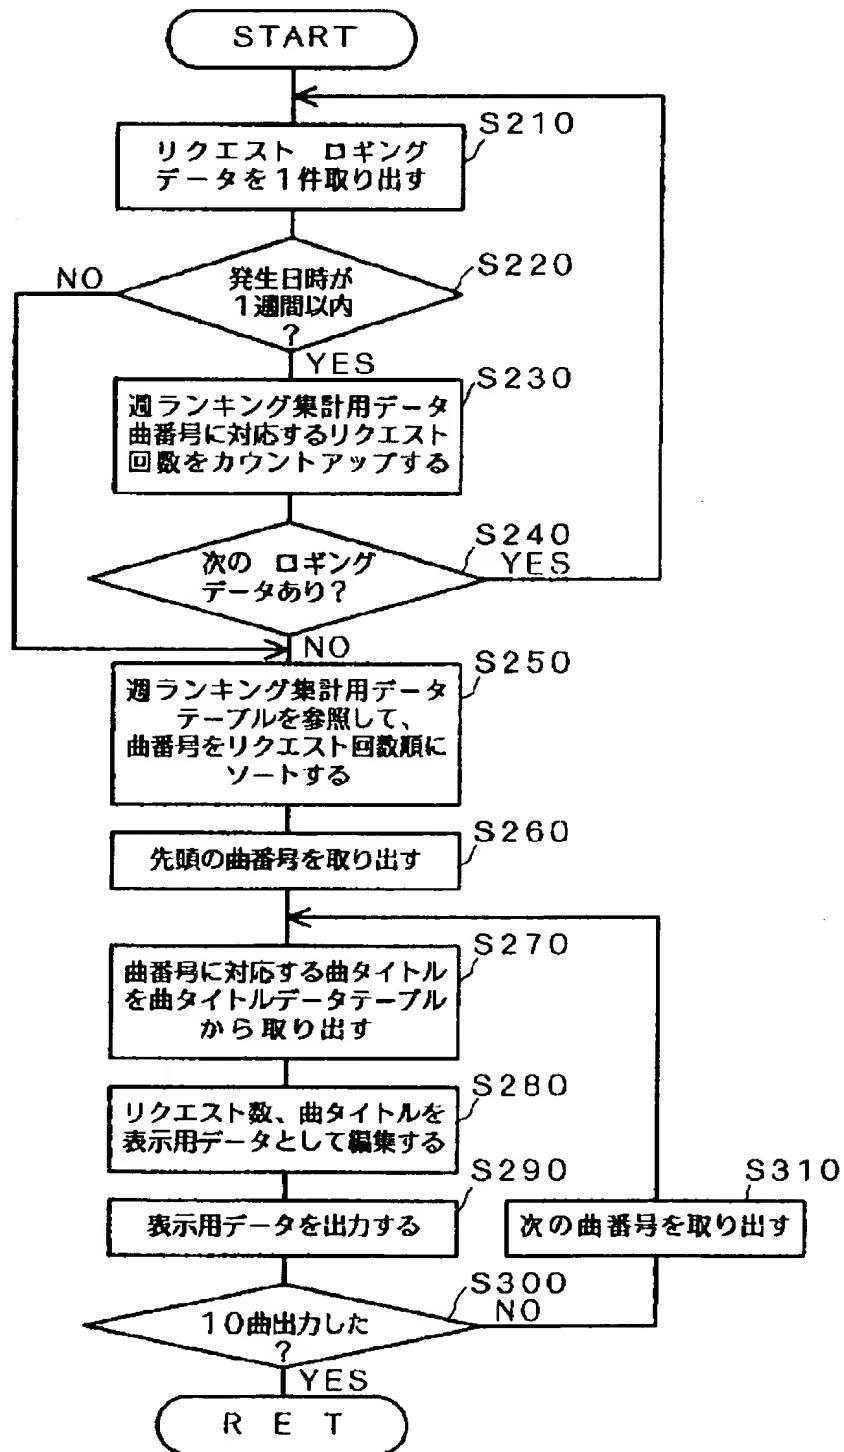 START
S210
リクエスト ロギング
データを1件取り出す
S220
NO
発生日時が
1週間以内
?
YES
S230
週ランキング集計用データ
曲番号に対応するリクエスト
回数をカウントアップする
S240
YES
次の ロギング
データあり?
NO
S250
週ランキング集計用データ
テーブルを参照して、
曲番号をリクエスト回数順に
ソートする
S260
先頭の曲番号を取り出す
S270
曲番号に対応する曲タイトル
を曲タイトルデータテーブル
から取り出す
S280
リクエスト数、曲タイトルを
表示用データとして編集する
S290
表示用データを出力する
S310
次の曲番号を取り出す
S300
NO
10曲出力した
?
YES
RET